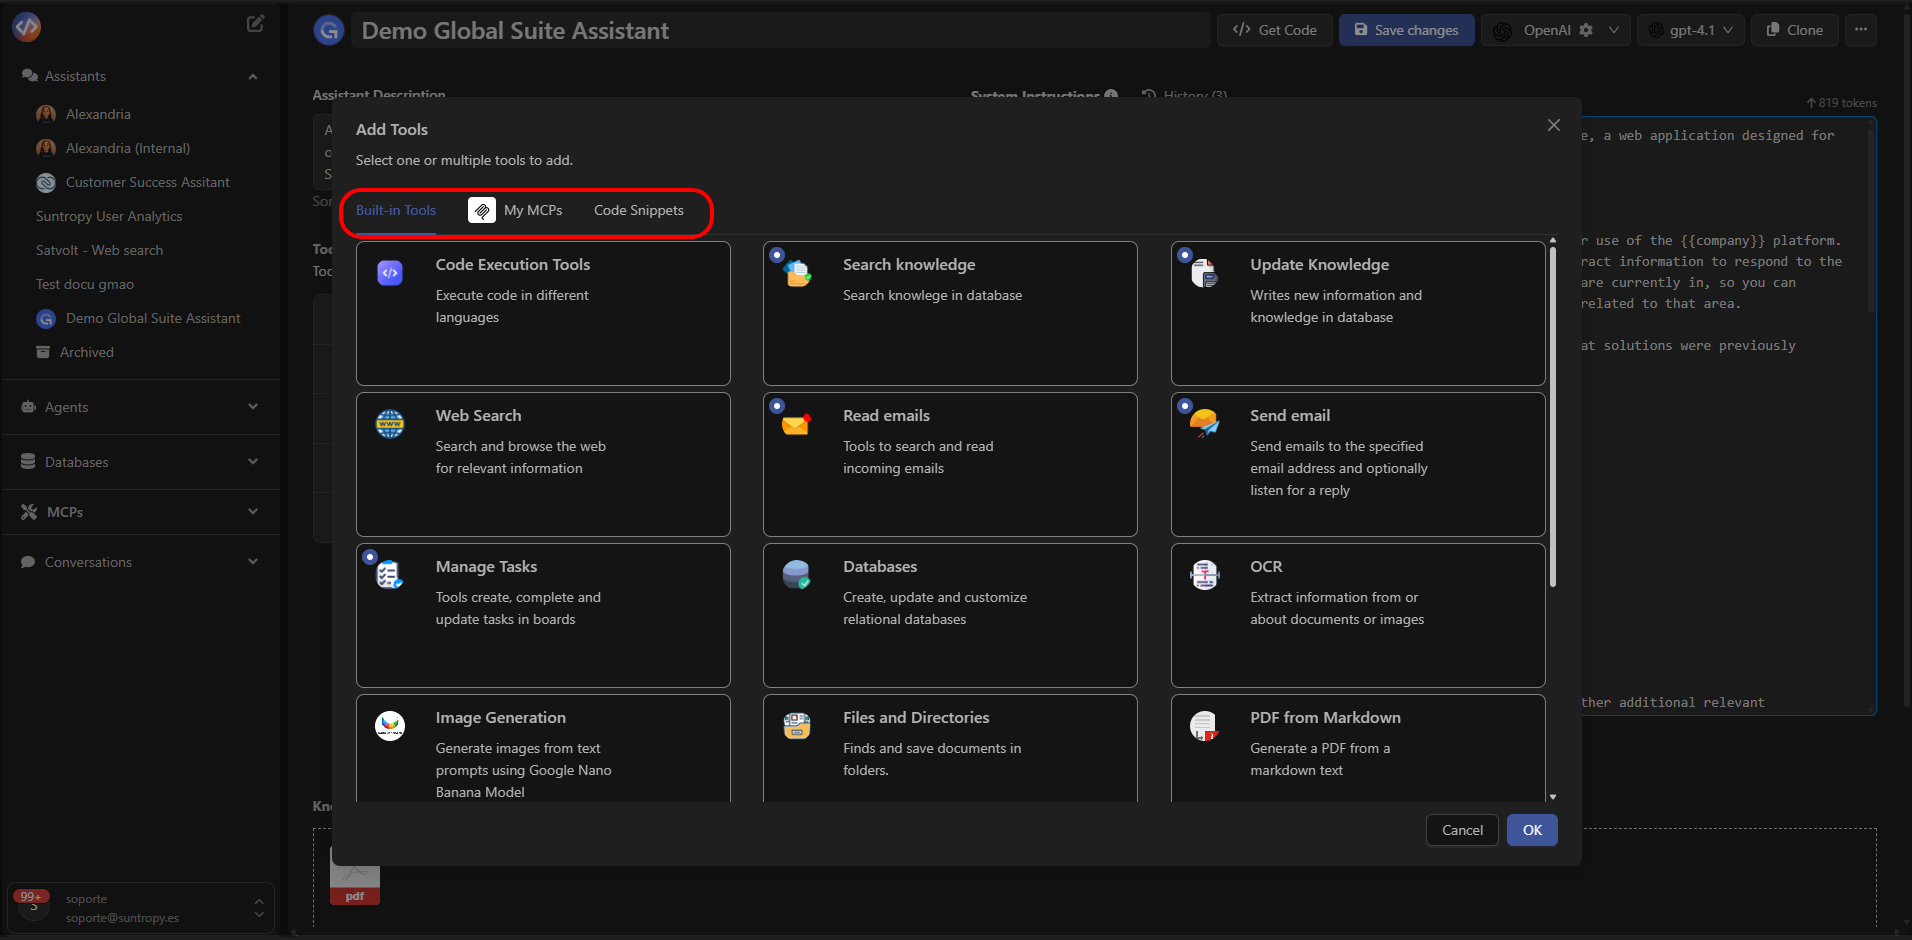 Demo Global Suite Assistant
Get Code
Save changes
OpenAI
gpt-4.1
Clone
Assistants
Alexandria
Alexandria (Internal)
Customer Success Assitant
Suntropy User Analytics
Satvolt - Web search
Test docu gmao
Demo Global Suite Assistant
Archived
Agents
Databases
MCPs
Conversations
99+
soporte
soporte@suntropy.es
Assistant Description
System Instructions
History (3)
819 tokens
e, a web application designed for
r use of the {{company}} platform.
ract information to respond to the
are currently in, so you can
related to that area.
at solutions were previously
ther additional relevant
Add Tools
Select one or multiple tools to add.
Built-in Tools
My MCPs
Code Snippets
Code Execution Tools
Execute code in different
languages
Search knowledge
Search knowlege in database
Update Knowledge
Writes new information and
knowledge in database
Web Search
Search and browse the web
for relevant information
Read emails
Tools to search and read
incoming emails
Send email
Send emails to the specified
email address and optionally
listen for a reply
Manage Tasks
Tools create, complete and
update tasks in boards
Databases
Create, update and customize
relational databases
OCR
Extract information from or
about documents or images
Image Generation
Generate images from text
prompts using Google Nano
Banana Model
Files and Directories
Finds and save documents in
folders.
PDF from Markdown
Generate a PDF from a
markdown text
Cancel
OK
pdf